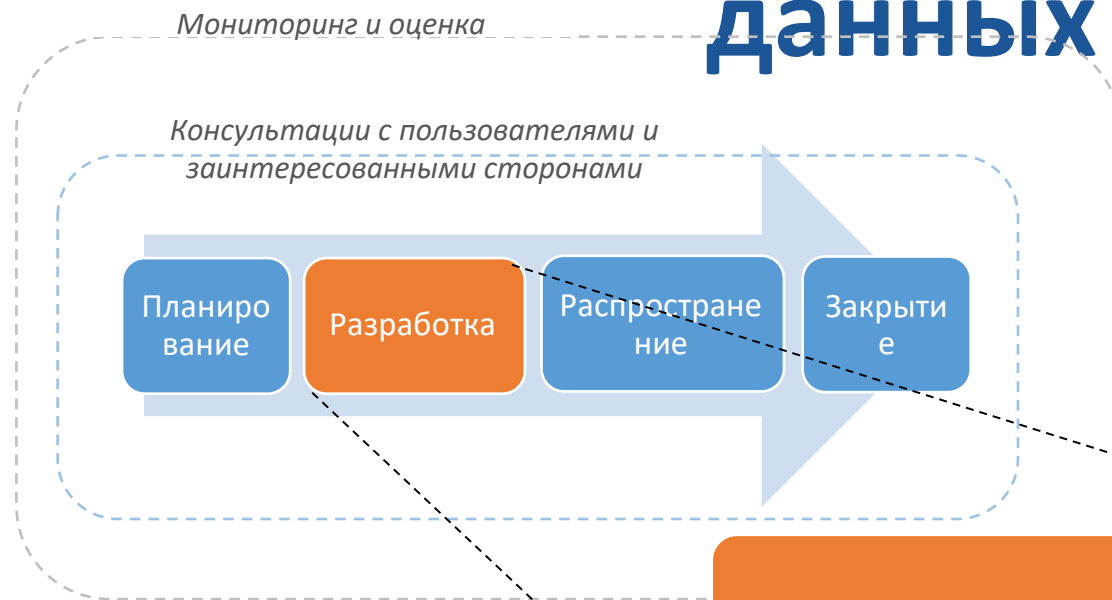 данных
Мониторинг и оценка
Консультации с пользователями и
заинтересованными сторонами
Планиро
вание
Разработка
Распростране
ние
Закрыти
е